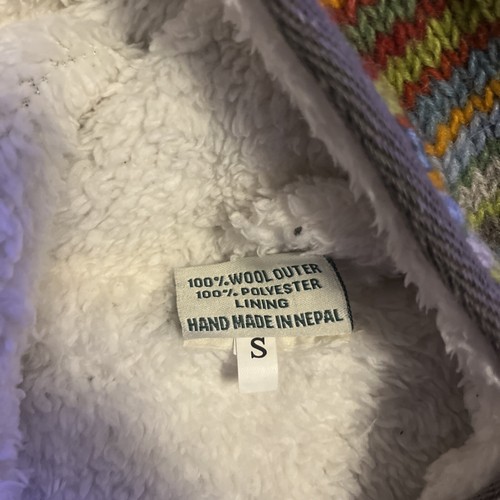 100% WOOL OUTER
100% POLYESTER
LINING
HAND MADE IN NEPAL
S